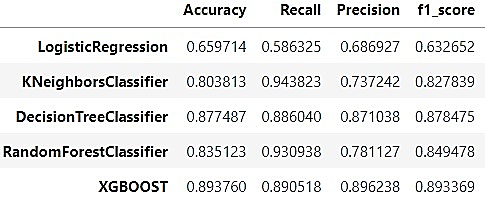 Accuracy Recall Precision f1_score
LogisticRegression 0.659714 0.586325 0.686927 0.632652
KNeighborsClassifier 0.803813 0.943823 0.737242 0.827839
DecisionTreeClassifier 0.877487 0.886040 0.871038 0.878475
RandomForestClassifier 0.835123 0.930938 0.781127 0.849478
XGBOOST 0.893760 0.890518 0.896238 0.893369